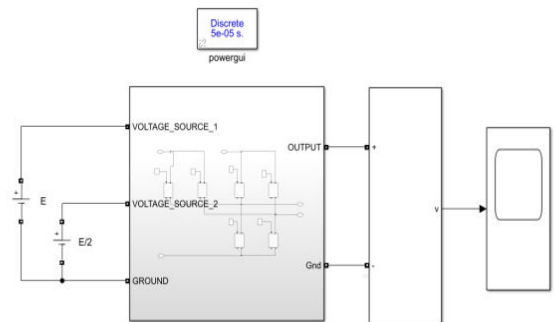 Discrete
5e-05 s.
powergui
VOLTAGE_SOURCE_1
OUTPUT
+
+
E
VOLTAGE_SOURCE_2
v
+
E/2
Gnd
-
GROUND